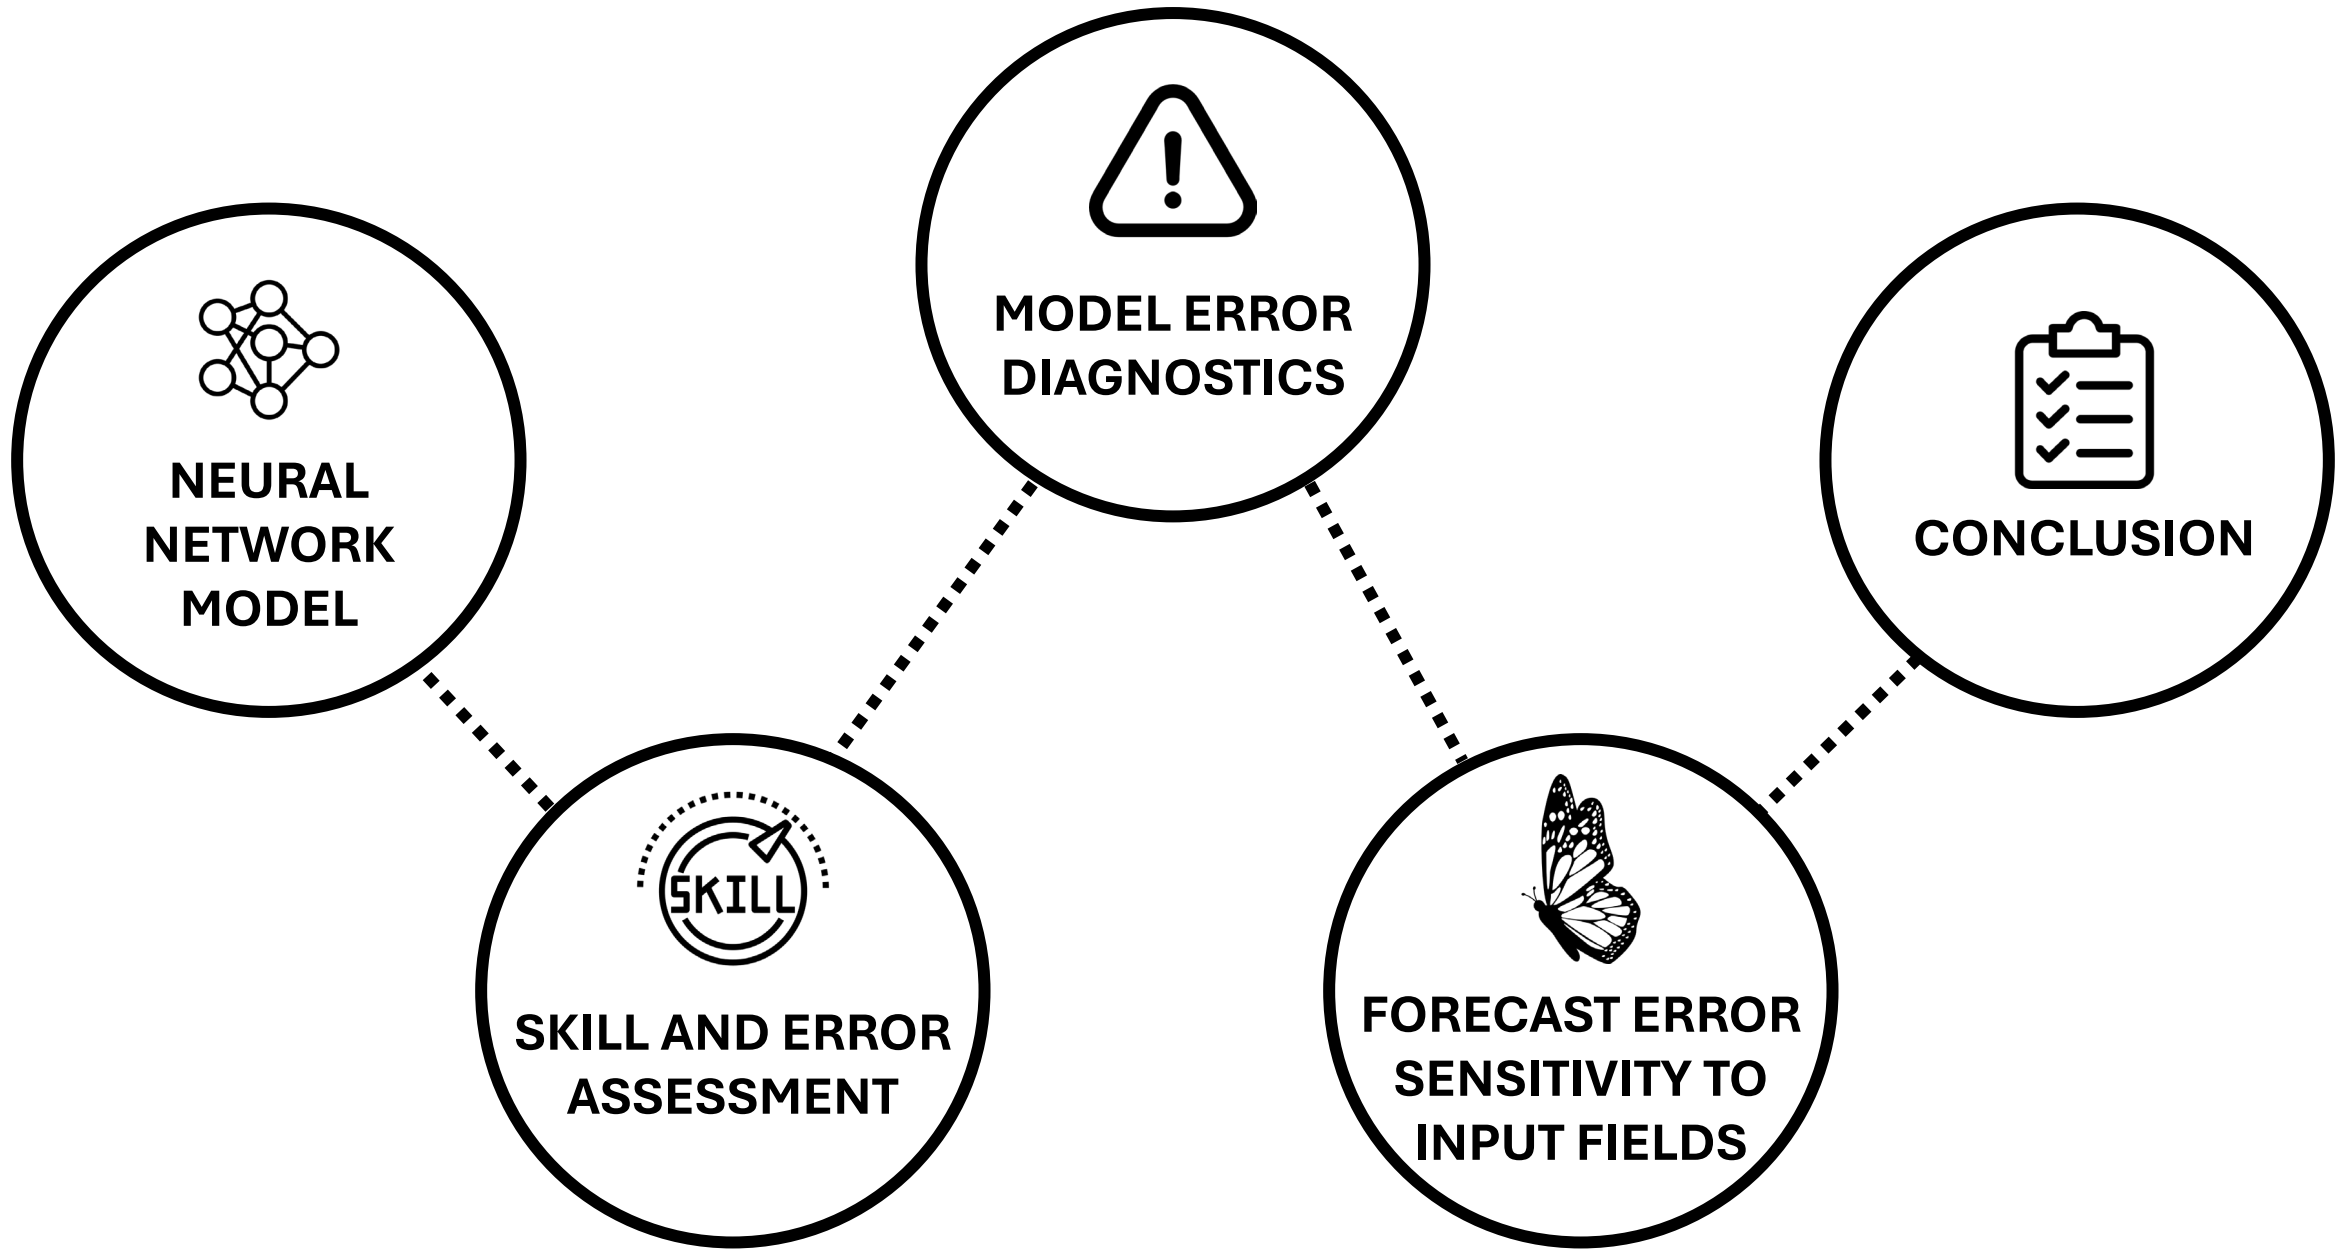 NEURAL
NETWORK
MODEL
SKILL
SKILL AND ERROR
ASSESSMENT
MODEL ERROR
DIAGNOSTICS
FORECAST ERROR
SENSITIVITY TO
INPUT FIELDS
CONCLUSION